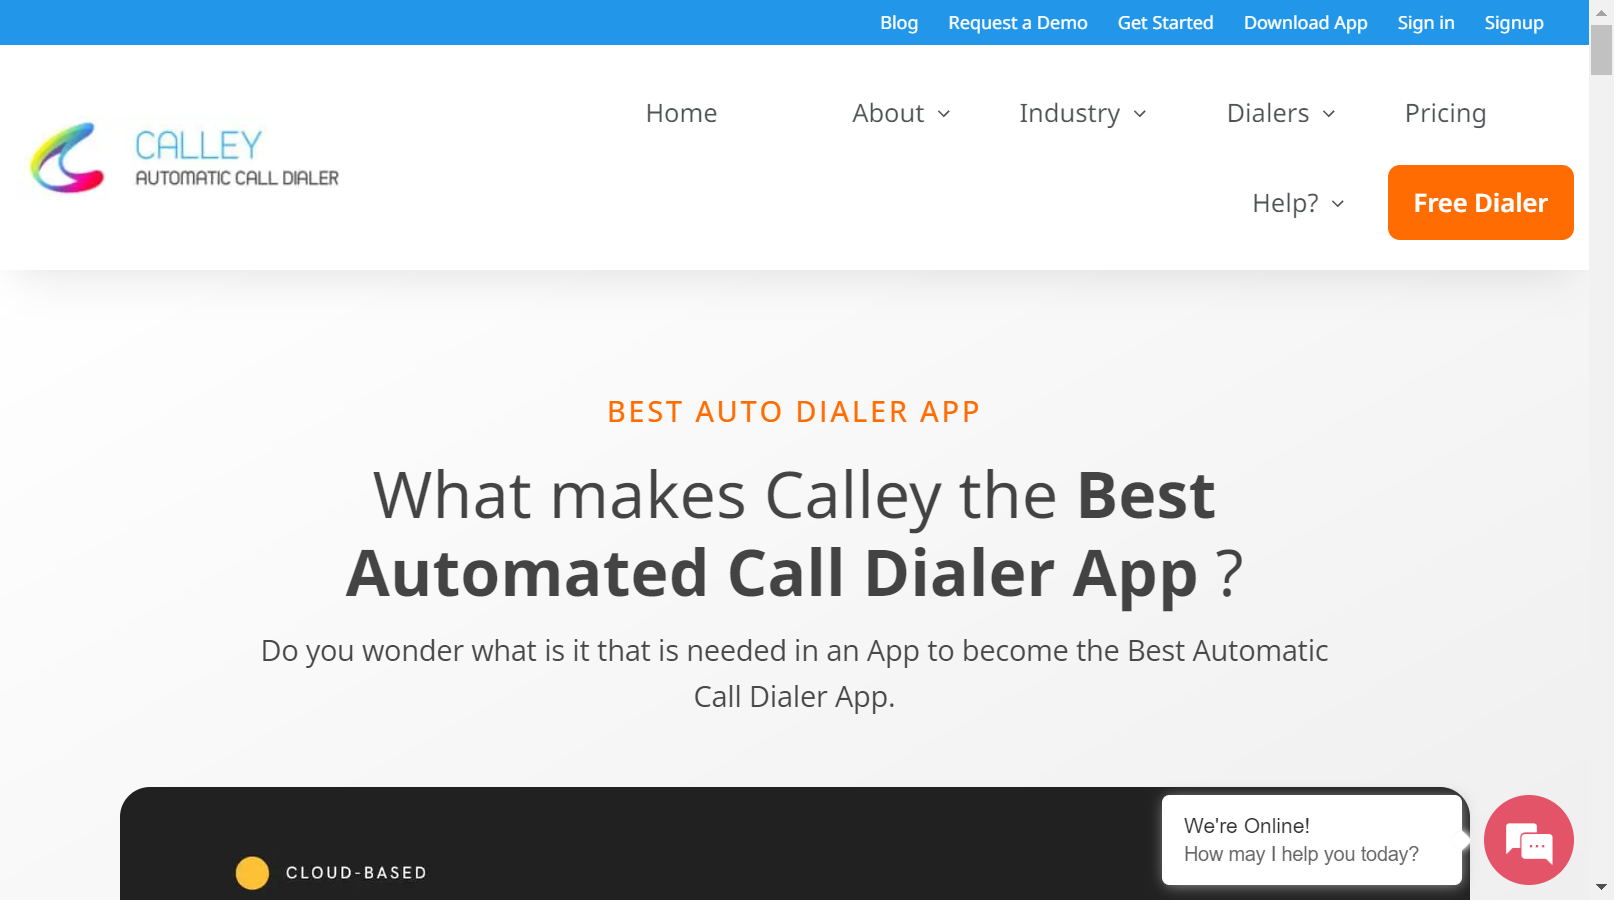 Blog Request a Demo Get Started Download App Sign in Signup
CALLEY
AUTOMATIC CALL DIALER
Home About Industry Dialers Pricing
Help? Free Dialer
BEST AUTO DIALER APP
What makes Calley the Best
Automated Call Dialer App ?
Do you wonder what is it that is needed in an App to become the Best Automatic
Call Dialer App.
CLOUD-BASED
We're Online!
How may I help you today?